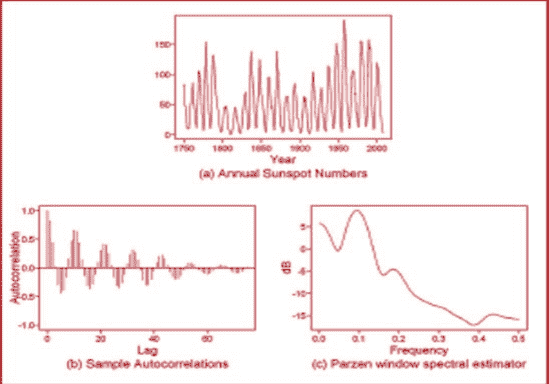 150
100
50
0
1750 1800 1850 1900 1950 2000
Year
(a) Annual Sunspot Numbers
1.0
0.5
0.0
-0.5
-1.0
Autocorrelation
0 20 40 60
Lag
(b) Sample Autocorrelations
5
0
-5
-10
-15
dB
0.0 0.1 0.2 0.3 0.4 0.5
Frequency
(c) Parzen window spectral estimator